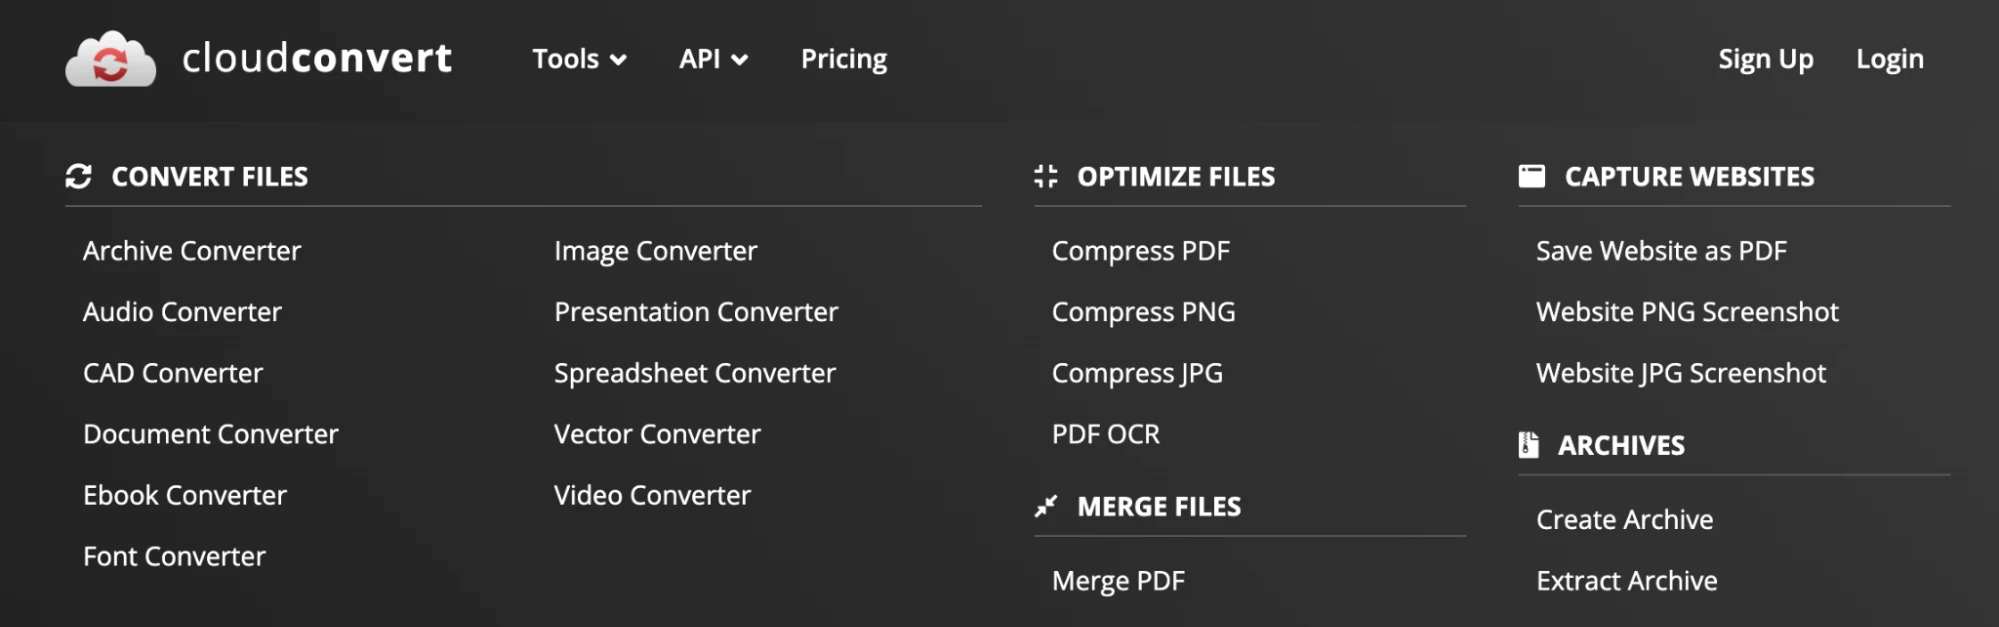 cloudconvert
Tools
API
Pricing
Sign Up
Login
CONVERT FILES
Archive Converter
Audio Converter
CAD Converter
Document Converter
Ebook Converter
Font Converter
Image Converter
Presentation Converter
Spreadsheet Converter
Vector Converter
Video Converter
OPTIMIZE FILES
Compress PDF
Compress PNG
Compress JPG
PDF OCR
MERGE FILES
Merge PDF
CAPTURE WEBSITES
Save Website as PDF
Website PNG Screenshot
Website JPG Screenshot
ARCHIVES
Create Archive
Extract Archive